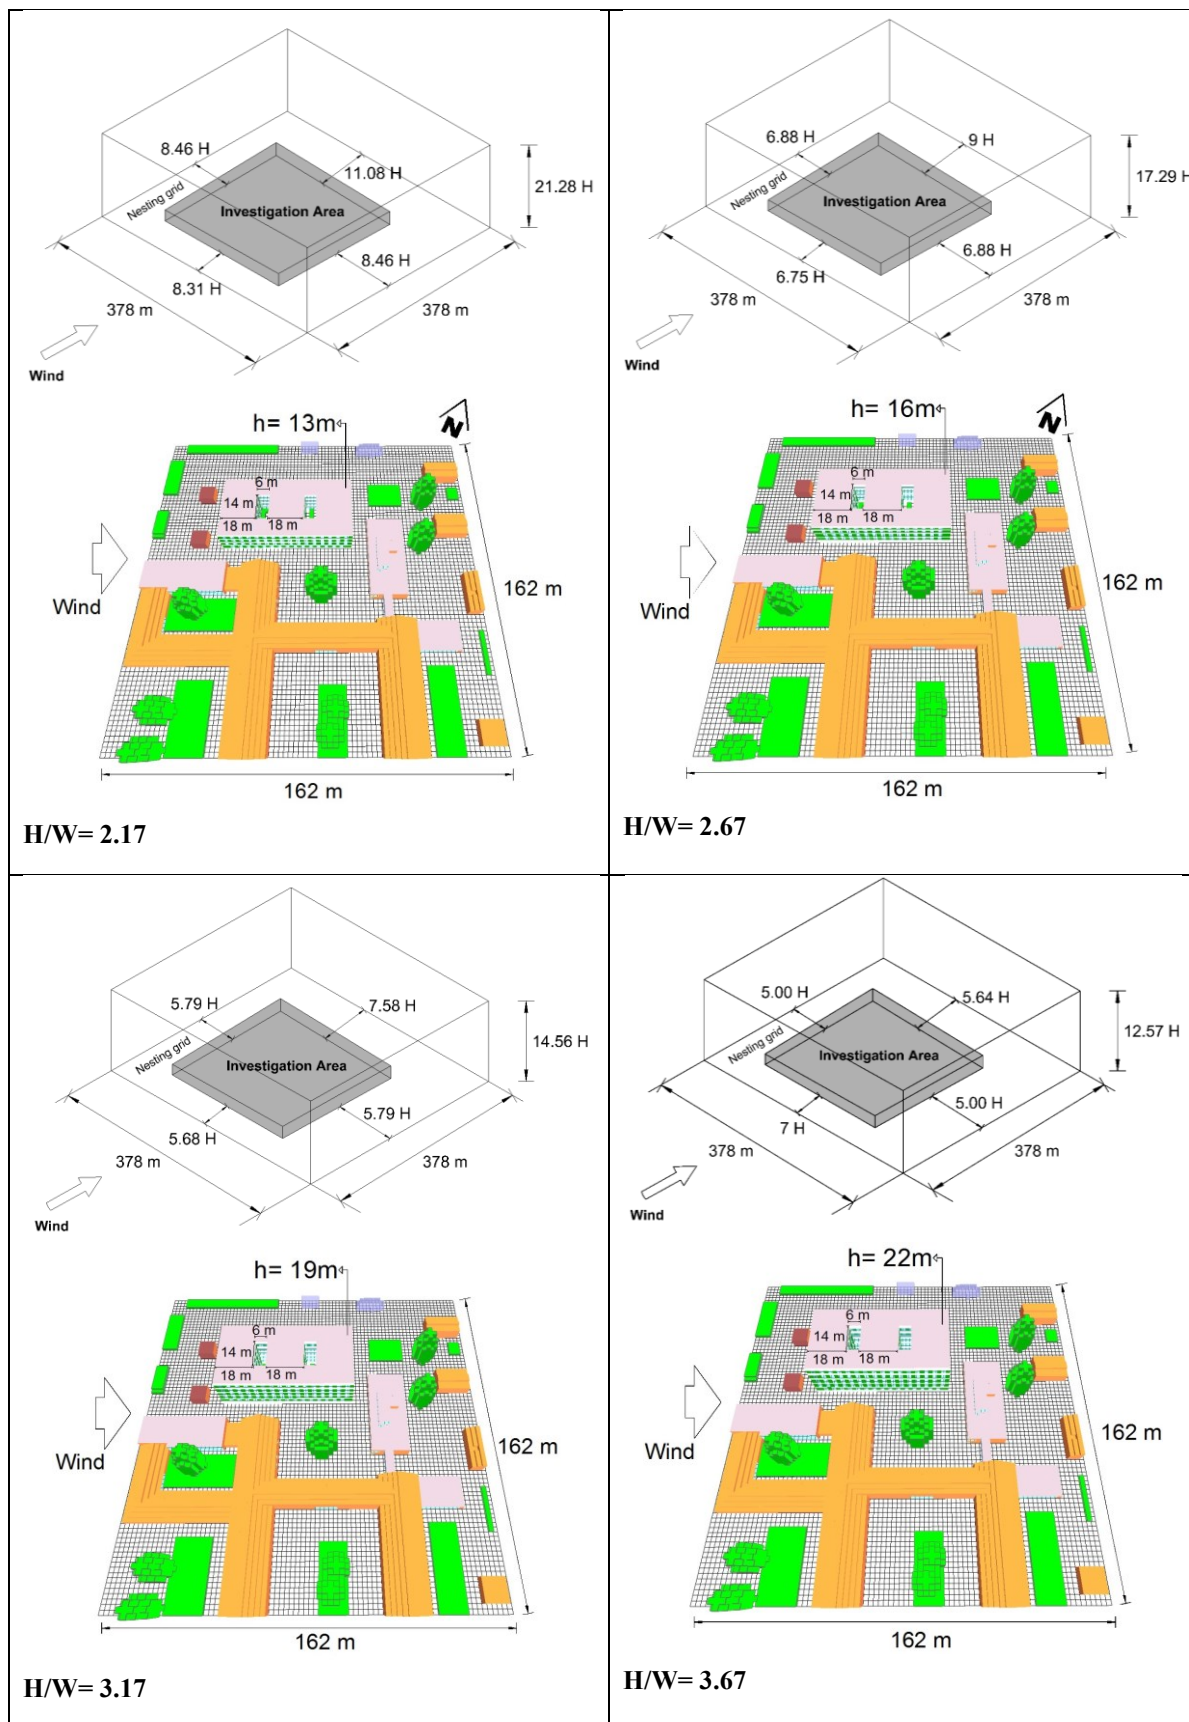 8.46 H
11.08 H
21.28 H
Nesting grid
Investigation Area
8.46 H
8.31 H
378 m
378 m
Wind
h= 13m
N
6 m
14 m
18 m
18 m
Wind
162 m
162 m
H/W= 2.17
6.88 H
9 H
17.29 H
Nesting grid
Investigation Area
6.88 H
6.75 H
378 m
378 m
Wind
h= 16m
N
6 m
14 m
18 m
18 m
Wind
162 m
162 m
H/W= 2.67
5.79 H
7.58 H
14.56 H
Nesting grid
Investigation Area
5.79 H
5.68 H
378 m
378 m
Wind
h= 19m
6 m
14 m
18 m
18 m
Wind
162 m
162 m
H/W= 3.17
5.00 H
5.64 H
12.57 H
Nesting grid
Investigation Area
5.00 H
7 H
378 m
378 m
Wind
h= 22m
6 m
14 m
18 m
18 m
Wind
162 m
162 m
H/W= 3.67